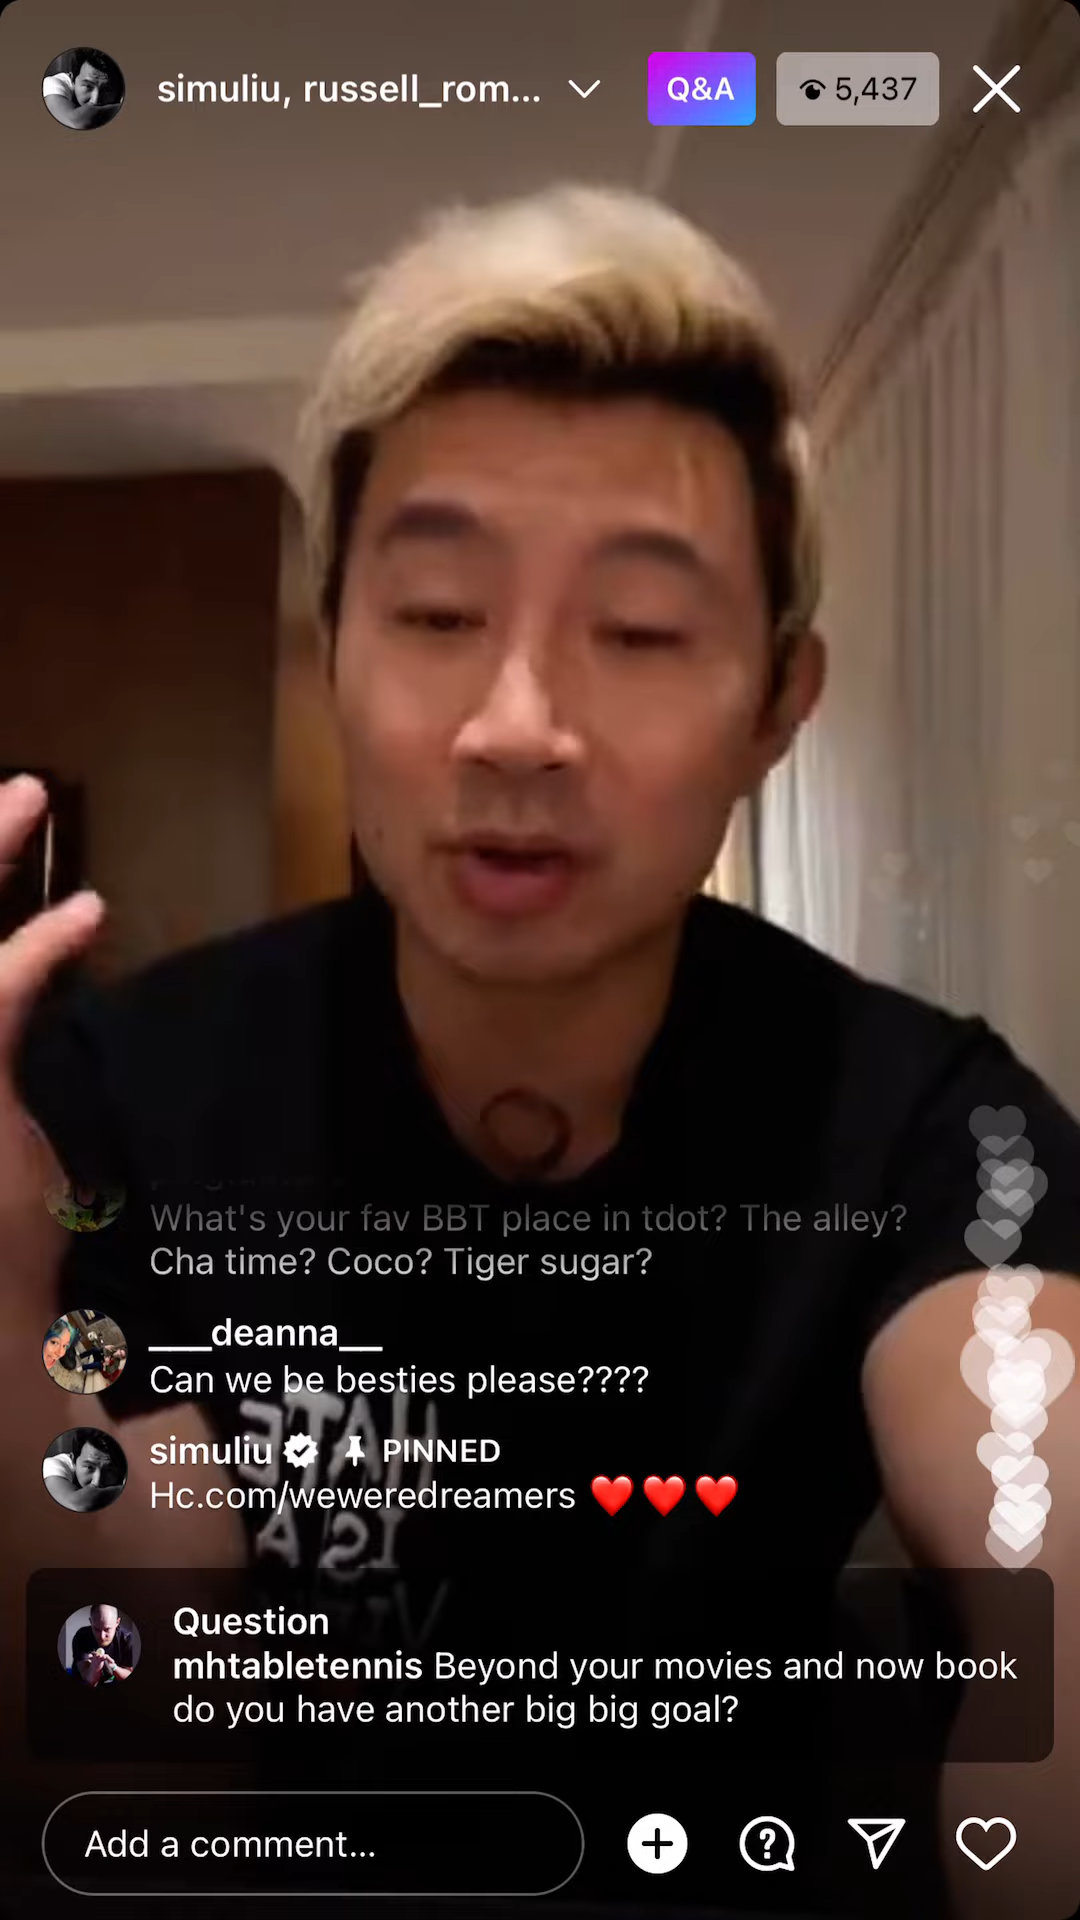 simuliu, russell_rom...
Q&A
5,437
What's your fav BBT place in tdot? The alley?
Cha time? Coco? Tiger sugar?
___deanna__
Can we be besties please????
simuliu PINNED
Hc.com/weweredreamers ❤️❤️❤️
HATE
IS A
Question
mhtabletennis Beyond your movies and now book
do you have another big big goal?
Add a comment...